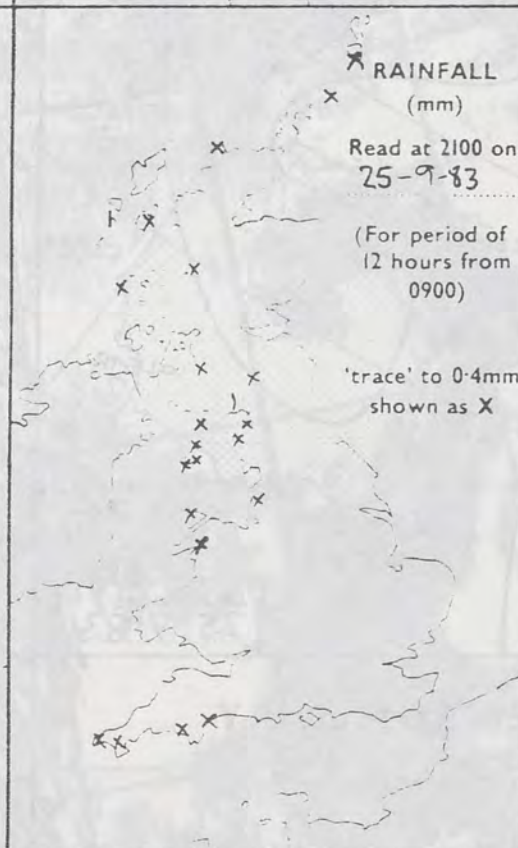 RAINFALL
(mm)
Read at 2100 on
25-9-83
(For period of
12 hours from
0900)
'trace' to 0·4mm
shown as X